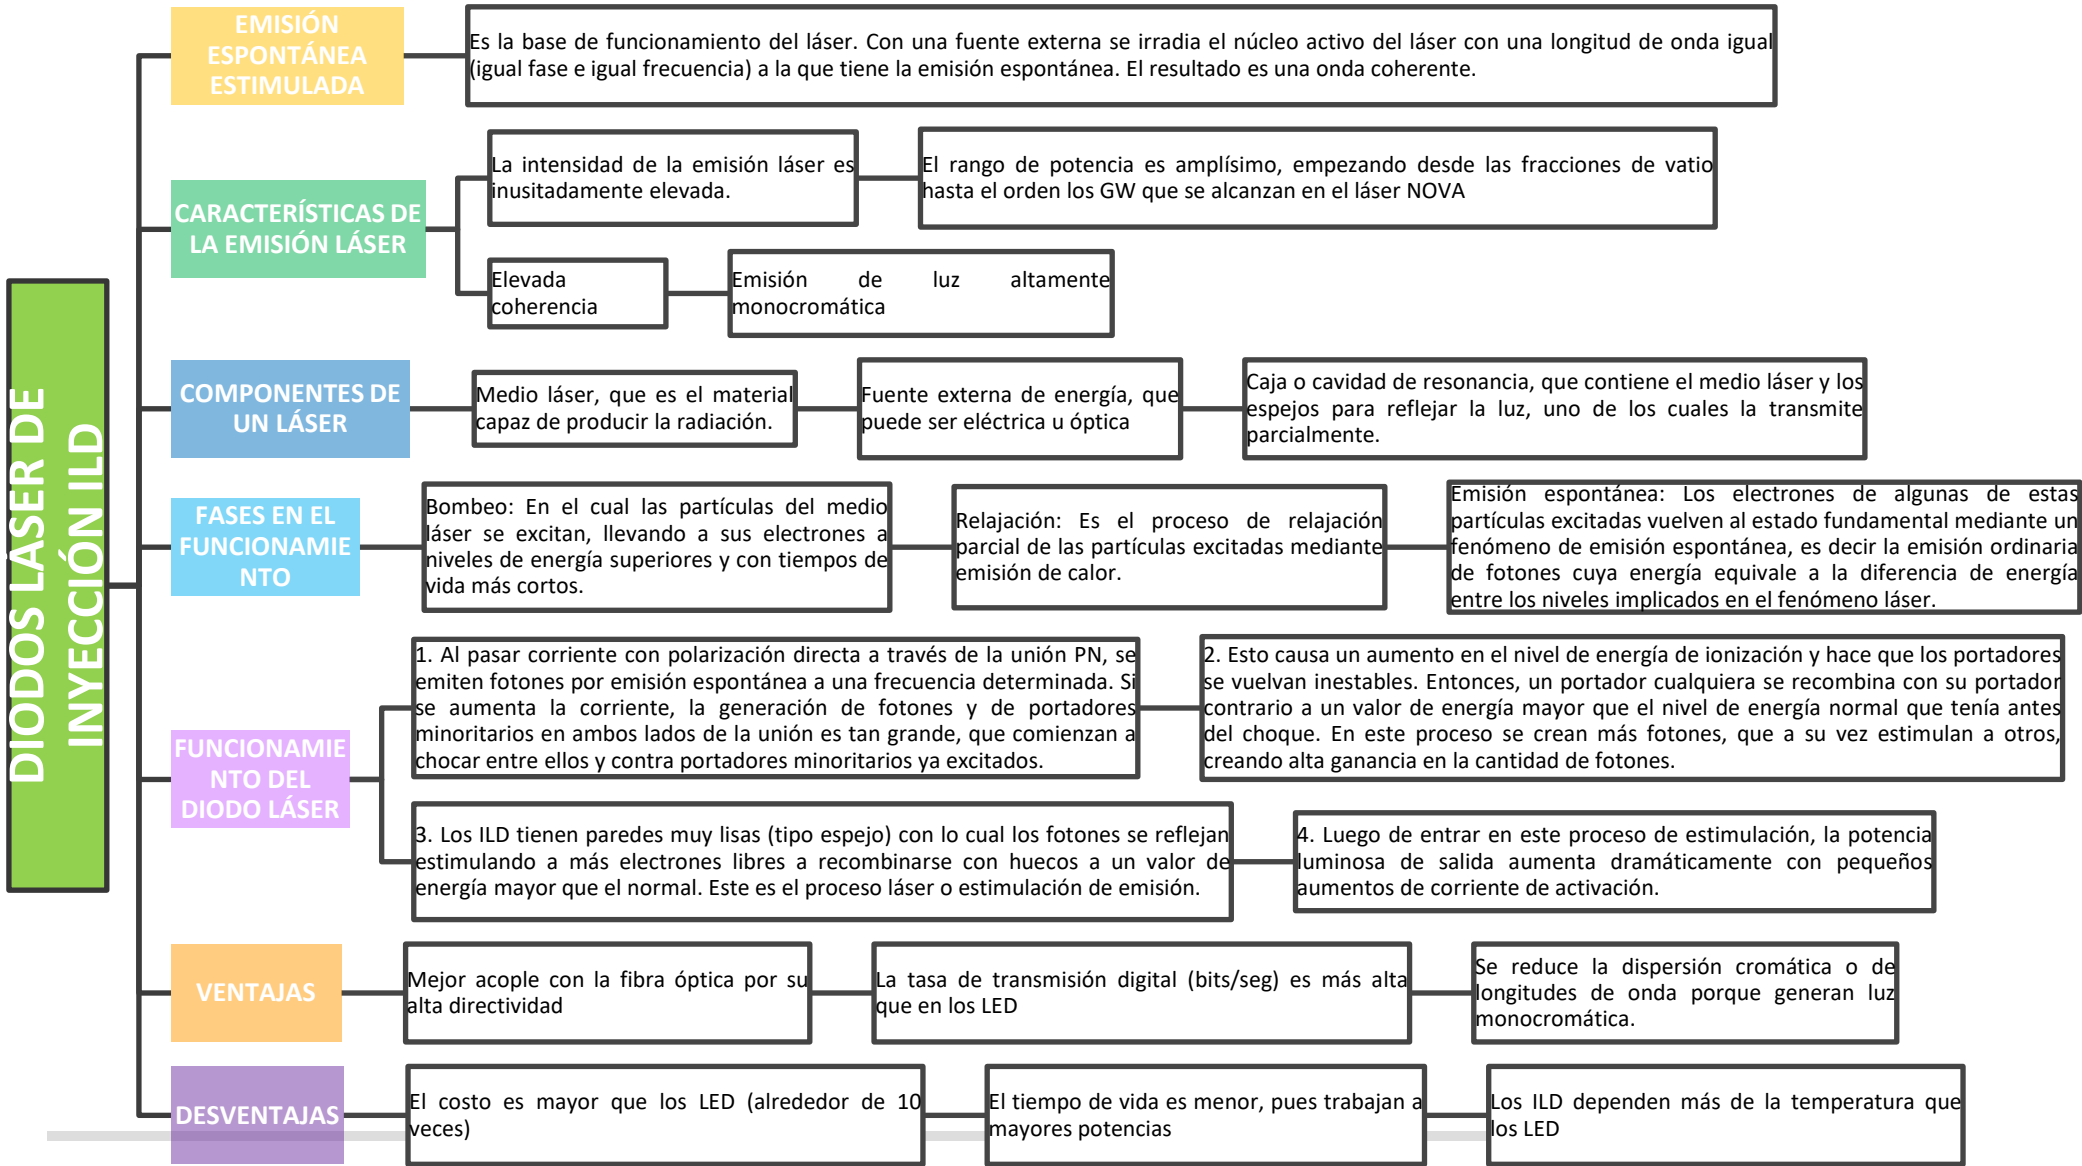 DIODOS LÁSER DE
INYECCIÓN ILD
EMISIÓN
ESPONTÁNEA
ESTIMULADA
Es la base de funcionamiento del láser. Con una fuente externa se irradia el núcleo activo del láser con una longitud de onda igual
(igual fase e igual frecuencia) a la que tiene la emisión espontánea. El resultado es una onda coherente.
CARACTERÍSTICAS DE
LA EMISIÓN LÁSER
La intensidad de la emisión láser es
inusitadamente elevada.
El rango de potencia es amplísimo, empezando desde las fracciones de vatio
hasta el orden los GW que se alcanzan en el láser NOVA
Elevada
coherencia
Emisión de luz altamente
monocromática
COMPONENTES DE
UN LÁSER
Medio láser, que es el material
capaz de producir la radiación.
Fuente externa de energía, que
puede ser eléctrica u óptica
Caja o cavidad de resonancia, que contiene el medio láser y los
espejos para reflejar la luz, uno de los cuales la transmite
parcialmente.
FASES EN EL
FUNCIONAMIE
NTO
Bombeo: En el cual las partículas del medio
láser se excitan, llevando a sus electrones a
niveles de energía superiores y con tiempos de
vida más cortos.
Relajación: Es el proceso de relajación
parcial de las partículas excitadas mediante
emisión de calor.
Emisión espontánea: Los electrones de algunas de estas
partículas excitadas vuelven al estado fundamental mediante un
fenómeno de emisión espontánea, es decir la emisión ordinaria
de fotones cuya energía equivale a la diferencia de energía
entre los niveles implicados en el fenómeno láser.
FUNCIONAMIE
NTO DEL
DIODO LÁSER
1. Al pasar corriente con polarización directa a través de la unión PN, se
emiten fotones por emisión espontánea a una frecuencia determinada. Si
se aumenta la corriente, la generación de fotones y de portadores
minoritarios en ambos lados de la unión es tan grande, que comienzan a
chocar entre ellos y contra portadores minoritarios ya excitados.
2. Esto causa un aumento en el nivel de energía de ionización y hace que los portadores
se vuelvan inestables. Entonces, un portador cualquiera se recombina con su portador
contrario a un valor de energía mayor que el nivel de energía normal que tenía antes
del choque. En este proceso se crean más fotones, que a su vez estimulan a otros,
creando alta ganancia en la cantidad de fotones.
3. Los ILD tienen paredes muy lisas (tipo espejo) con lo cual los fotones se reflejan
estimulando a más electrones libres a recombinarse con huecos a un valor de
energía mayor que el normal. Este es el proceso láser o estimulación de emisión.
4. Luego de entrar en este proceso de estimulación, la potencia
luminosa de salida aumenta dramáticamente con pequeños
aumentos de corriente de activación.
VENTAJAS
Mejor acople con la fibra óptica por su
alta directividad
La tasa de transmisión digital (bits/seg) es más alta
que en los LED
Se reduce la dispersión cromática o de
longitudes de onda porque generan luz
monocromática.
DESVENTAJAS
El costo es mayor que los LED (alrededor de 10
veces)
El tiempo de vida es menor, pues trabajan a
mayores potencias
Los ILD dependen más de la temperatura que
los LED